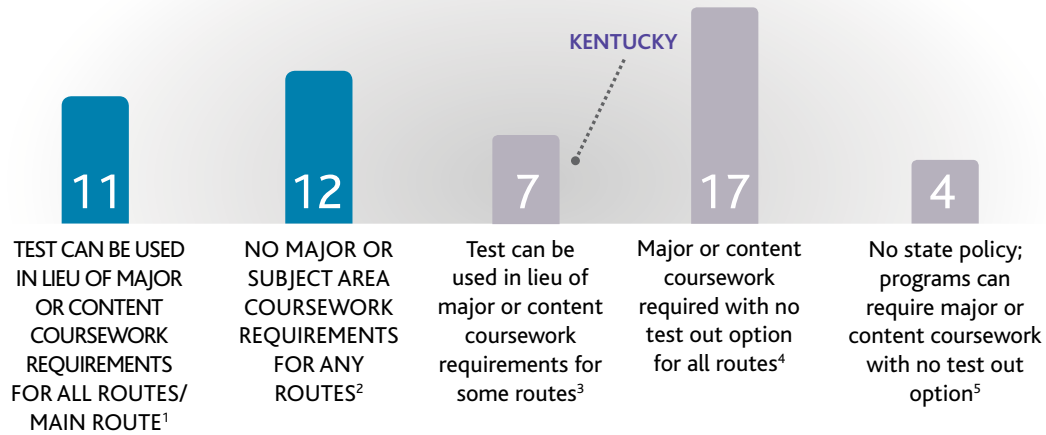 KENTUCKY
11
12
7
17
4
TEST CAN BE USED
IN LIEU OF MAJOR
OR CONTENT
COURSEWORK
REQUIREMENTS
FOR ALL ROUTES/
MAIN ROUTE¹
NO MAJOR OR
SUBJECT AREA
COURSEWORK
REQUIREMENTS
FOR ANY
ROUTES²
Test can be
used in lieu of
major or content
coursework
requirements for
some routes³
Major or content
coursework
required with no
test out option
for all routes⁴
No state policy;
programs can
require major or
content coursework
with no test out
option⁵